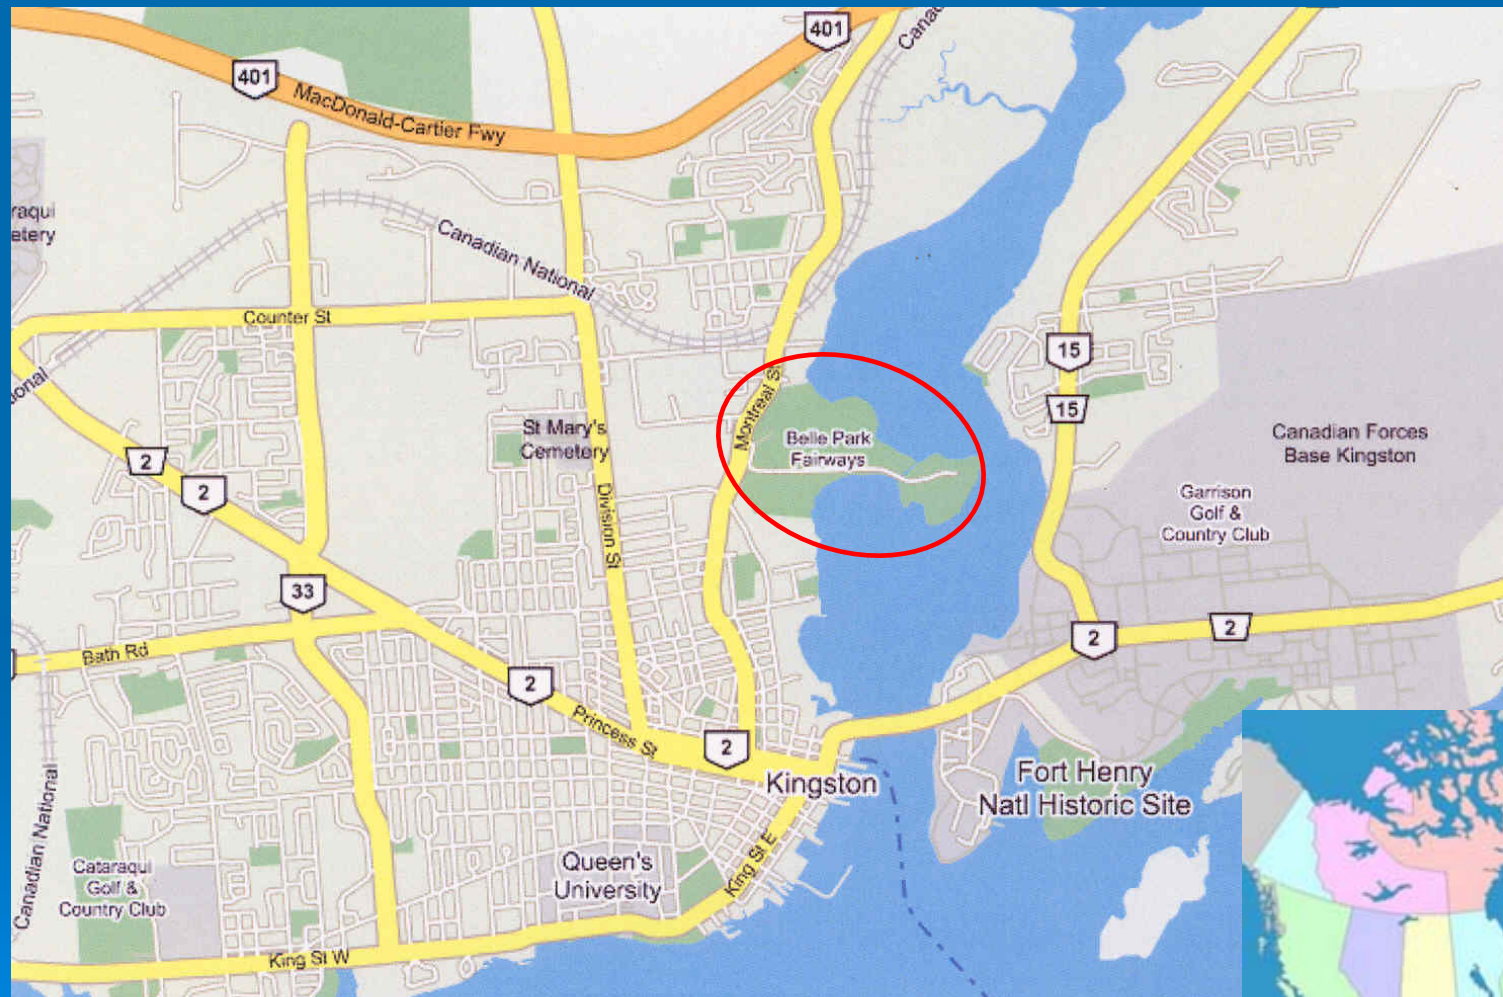 401
401
MacDonald-Cartier Fwy
raqui
etery
Canadian National
Counter St
onal
15
15
Montreal St
Belle Park
Fairways
St Mary's
Cemetery
Canadian Forces
Base Kingston
2
2
Division St
Garrison
Golf &
Country Club
33
2
2
Bath Rd
2
Princess St
2
Kingston
Fort Henry
Natl Historic Site
Canadian National
Queen's
University
King St E
Cataraqui
Golf &
Country Club
King St W